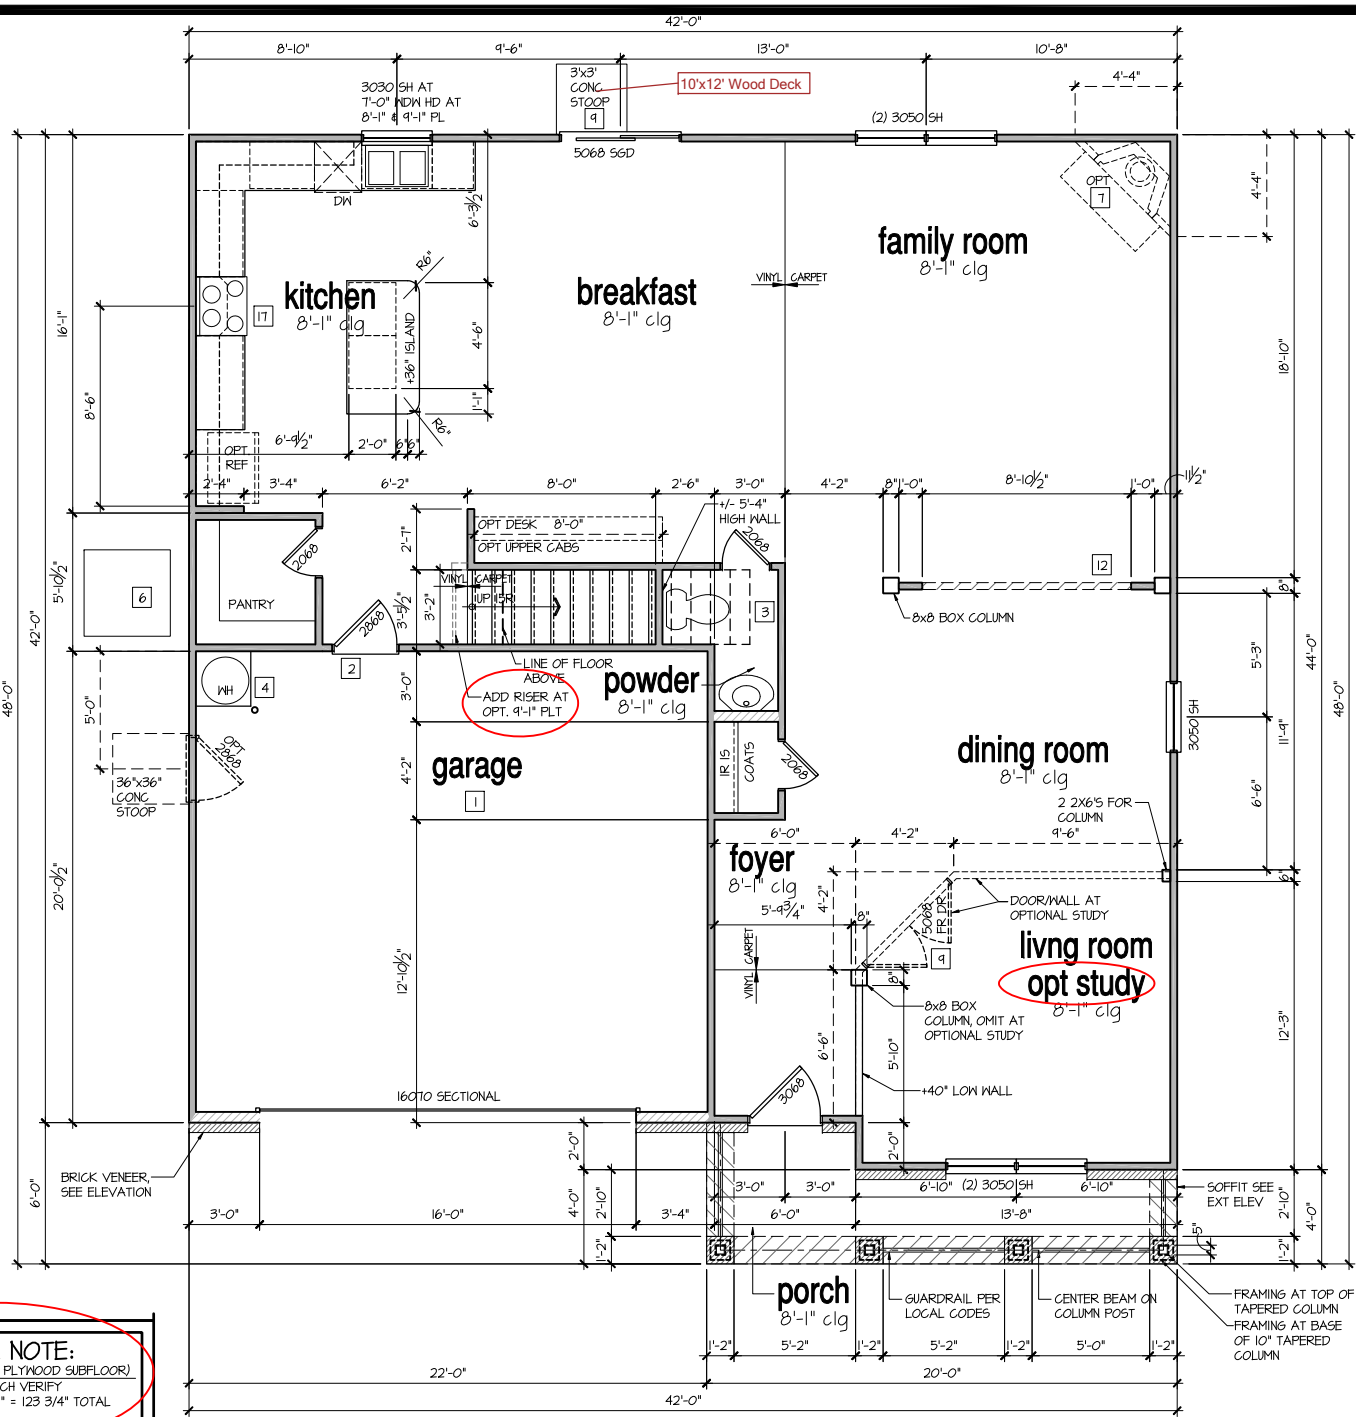 42'-0"
8'-10"
9'-6"
13'-0"
10'-8"
3'x3'
CONC
STOOP
9
10'x12' Wood Deck
3030 SH AT
7'-0" WDW HD AT
8'-1" & 9'-1" PL
(2) 3050 SH
4'-4"
5068 SGD
DW
6'-3 1/2"
OPT
7
4'-4"
family room
8'-1" clg
R6"
VINYL
CARPET
kitchen
8'-1" clg
17
breakfast
8'-1" clg
+36" ISLAND
4'-6"
1'-1"
R6"
16'-1"
8'-6"
18'-10"
OPT.
REF
6'-9 1/2"
2'-0"
6"
6"
2'-4"
3'-4"
6'-2"
8'-0"
2'-6"
3'-0"
4'-2"
8"
1'-0"
8'-10 1/2"
1'-0"
1 1/2"
+/- 5'-4"
HIGH WALL
OPT DESK 8'-0"
OPT UPPER CABS
2'-7"
2068
2068
12
5'-10 1/2"
6
PANTRY
VINYL
CARPET
UP 15R
3'-5 1/2"
3'-2"
3
8x8 BOX COLUMN
8"
2868
2
42'-0"
48'-0"
5'-3"
44'-0"
48'-0"
LINE OF FLOOR
ABOVE
ADD RISER AT
OPT. 9'-1" PLT
powder
8'-1" clg
WH
4
3'-0"
5'-0"
OPT
2868
36"x36"
CONC
STOOP
garage
1
4'-2"
IR 1S
COATS
2068
3050 SH
11'-9"
6'-6"
dining room
8'-1" clg
2 2X6'S FOR
COLUMN
6'-0"
4'-2"
9'-6"
foyer
8'-1" clg
4'-2"
6"
20'-0 1/2"
5'-9 3/4"
8"
5068
FR DR
DOOR/WALL AT
OPTIONAL STUDY
VINYL
CARPET
9
livng room
opt study
8'-1" clg
12'-10 1/2"
8"
8x8 BOX
COLUMN, OMIT AT
OPTIONAL STUDY
6'-6"
5'-10"
12'-3"
+40" LOW WALL
16070 SECTIONAL
3068
2'-0"
2'-0"
BRICK VENEER,
SEE ELEVATION
6'-0"
3'-0"
3'-0"
6'-10"
(2) 3050 SH
6'-10"
SOFFIT SEE
EXT ELEV
4'-0"
2'-10"
2'-10"
4'-0"
3'-0"
16'-0"
3'-4"
6'-0"
13'-8"
5"
1'-2"
1'-2"
porch
8'-1" clg
GUARDRAIL PER
LOCAL CODES
CENTER BEAM ON
COLUMN POST
FRAMING AT TOP OF
TAPERED COLUMN
FRAMING AT BASE
OF 10" TAPERED
COLUMN
1'-2"
5'-2"
1'-2"
5'-2"
1'-2"
5'-0"
1'-2"
NOTE:
PLYWOOD SUBFLOOR)
CH VERIFY
" = 123 3/4" TOTAL
22'-0"
20'-0"
42'-0"